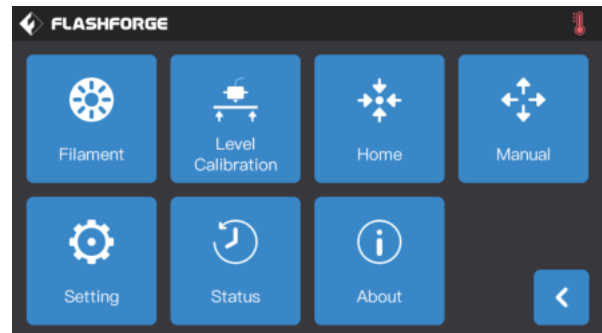 FLASHFORGE
Filament
Level
Calibration
Home
Manual
Setting
Status
About